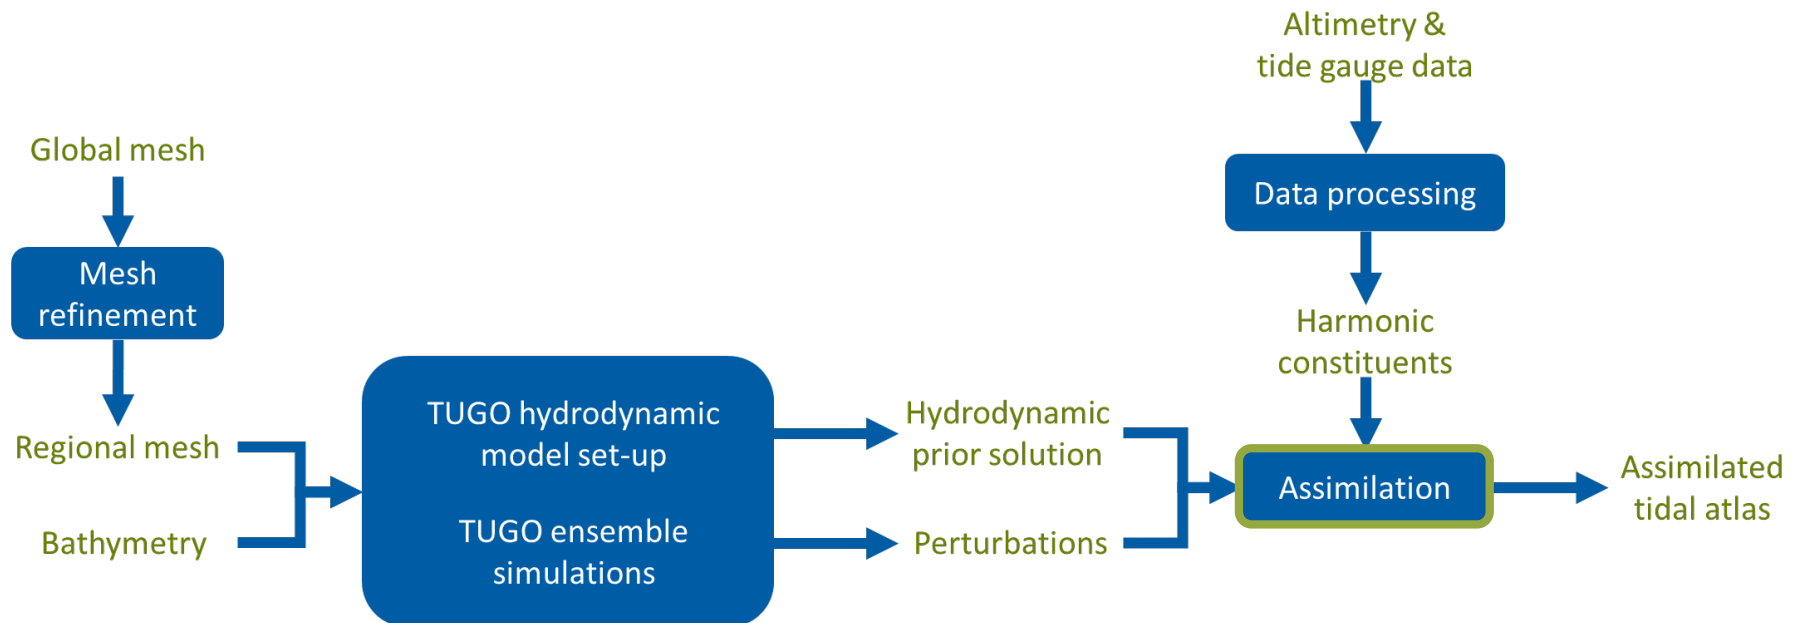 Altimetry &
tide gauge data
Global mesh
Data processing
Mesh
refinement
Harmonic
constituents
TUGO hydrodynamic
model set-up
Hydrodynamic
prior solution
Regional mesh
Assimilation
Assimilated
tidal atlas
Bathymetry
TUGO ensemble
simulations
Perturbations